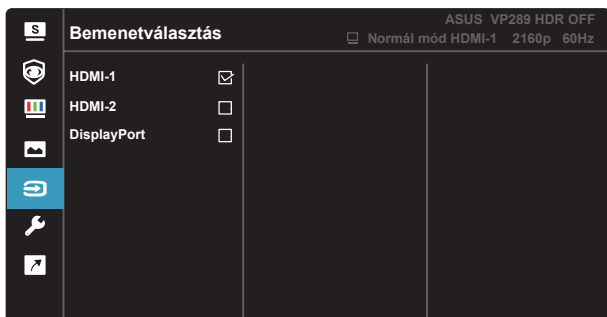 S
Bemenetválasztás
ASUS VP289 HDR OFF
Normál mód HDMI-1 2160p 60Hz
HDMI-1
HDMI-2
DisplayPort